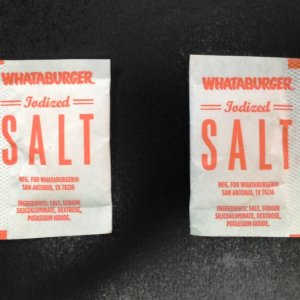 WHATABURGER®
Iodized
SALT
MFG. FOR WHATABURGER®
SAN ANTONIO, TX 78216
INGREDIENTS: SALT, SODIUM
SILICOALUMINATE, DEXTROSE,
POTASSIUM IODIDE.
WHATABURGER®
Iodized
SALT
MFG. FOR WHATABURGER®
SAN ANTONIO, TX 78216
INGREDIENTS: SALT, SODIUM
SILICOALUMINATE, DEXTROSE,
POTASSIUM IODIDE.